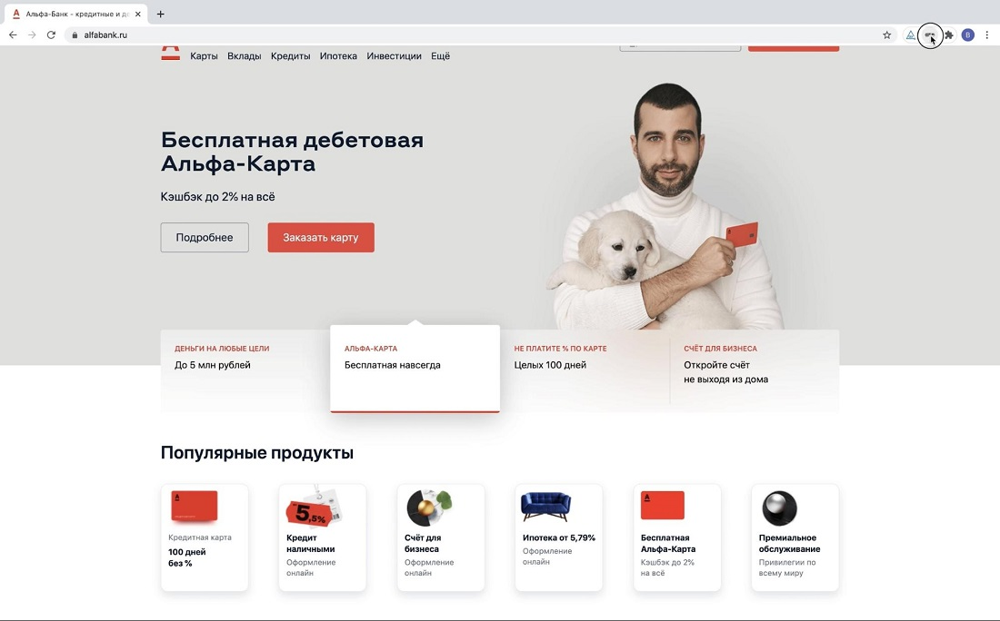 Альфа-Банк - кредитные и де
alfabank.ru
B
Карты Вклады Кредиты Ипотека Инвестиции Ещё
Бесплатная дебетовая
Альфа-Карта
Кэшбэк до 2% на всё
Подробнее Заказать карту
ДЕНЬГИ НА ЛЮБЫЕ ЦЕЛИ
До 5 млн рублей
АЛЬФА-КАРТА
Бесплатная навсегда
НЕ ПЛАТИТЕ % ПО КАРТЕ
Целых 100 дней
СЧЁТ ДЛЯ БИЗНЕСА
Откройте счёт
не выходя из дома
Популярные продукты
Кредитная карта
100 дней
без %
5,5%
Кредит
наличными
Оформление
онлайн
Счёт для
бизнеса
Оформление
онлайн
Ипотека от 5,79%
Оформление
онлайн
Бесплатная
Альфа-Карта
Кэшбэк до 2%
на всё
Премиальное
обслуживание
Привилегии по
всему миру